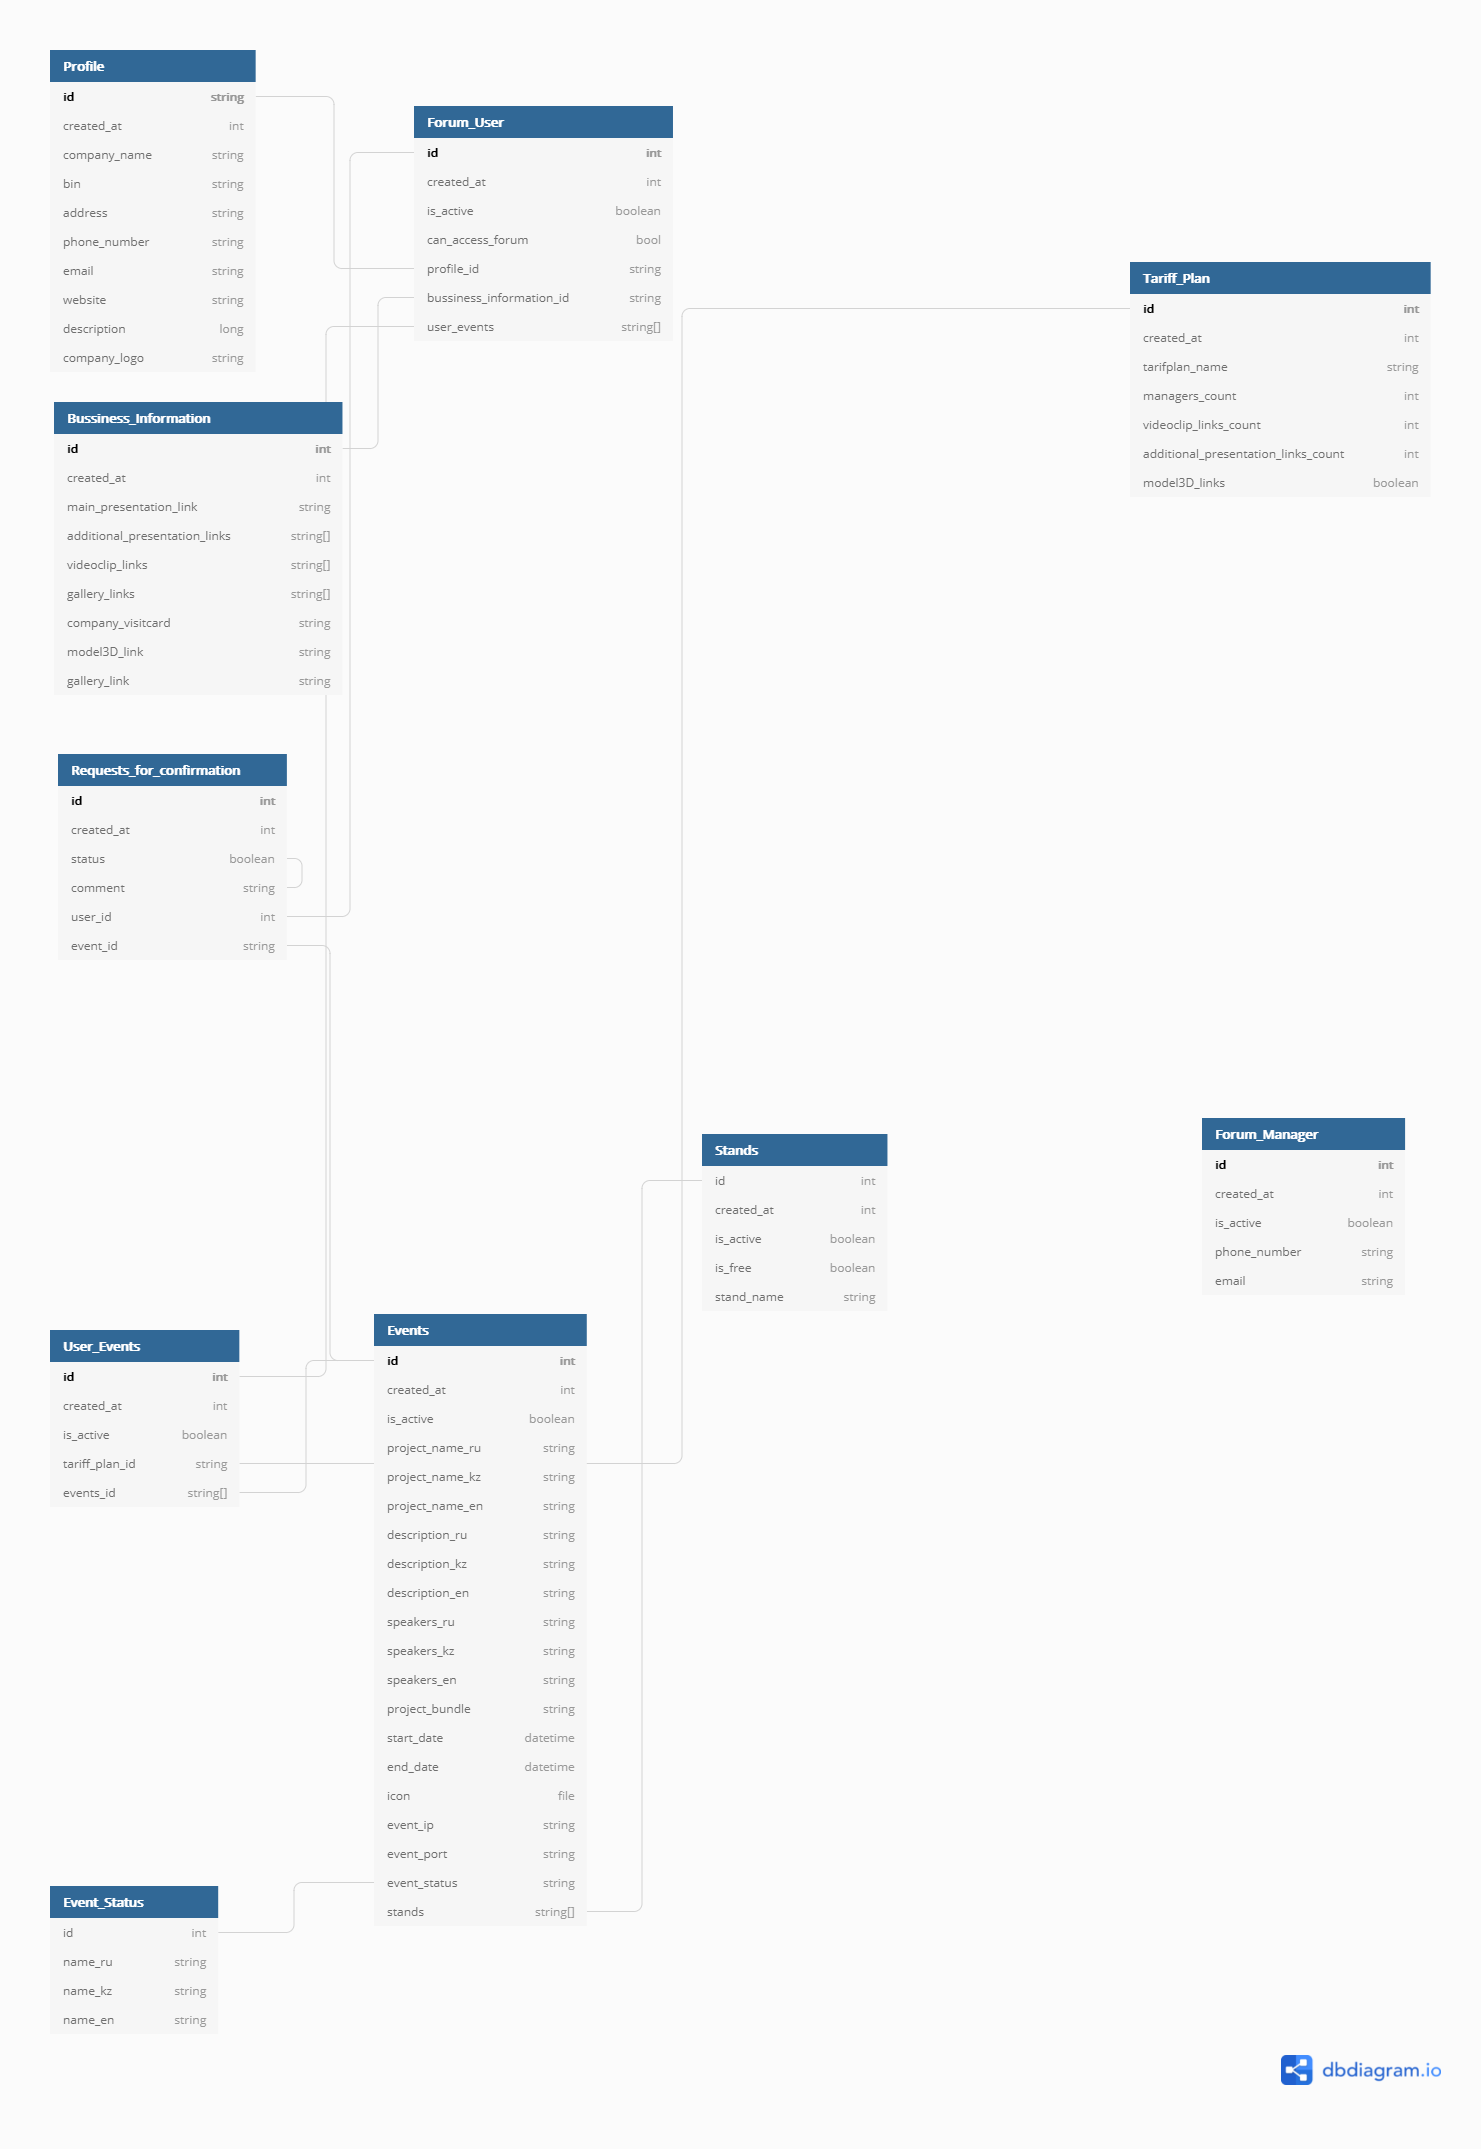 Profile
id string
created_at int
company_name string
bin string
address string
phone_number string
email string
website string
description long
company_logo string
Forum_User
id int
created_at int
is_active boolean
can_access_forum bool
profile_id string
bussiness_information_id string
user_events string[]
Tariff_Plan
id int
created_at int
tarifplan_name string
managers_count int
videoclip_links_count int
additional_presentation_links_count int
model3D_links boolean
Bussiness_Information
id int
created_at int
main_presentation_link string
additional_presentation_links string[]
videoclip_links string[]
gallery_links string[]
company_visitcard string
model3D_link string
gallery_link string
Requests_for_confirmation
id int
created_at int
status boolean
comment string
user_id int
event_id string
Stands
id int
created_at int
is_active boolean
is_free boolean
stand_name string
Forum_Manager
id int
created_at int
is_active boolean
phone_number string
email string
User_Events
id int
created_at int
is_active boolean
tariff_plan_id string
events_id string[]
Events
id int
created_at int
is_active boolean
project_name_ru string
project_name_kz string
project_name_en string
description_ru string
description_kz string
description_en string
speakers_ru string
speakers_kz string
speakers_en string
project_bundle string
start_date datetime
end_date datetime
icon file
event_ip string
event_port string
event_status string
stands string[]
Event_Status
id int
name_ru string
name_kz string
name_en string
dbdiagram.io